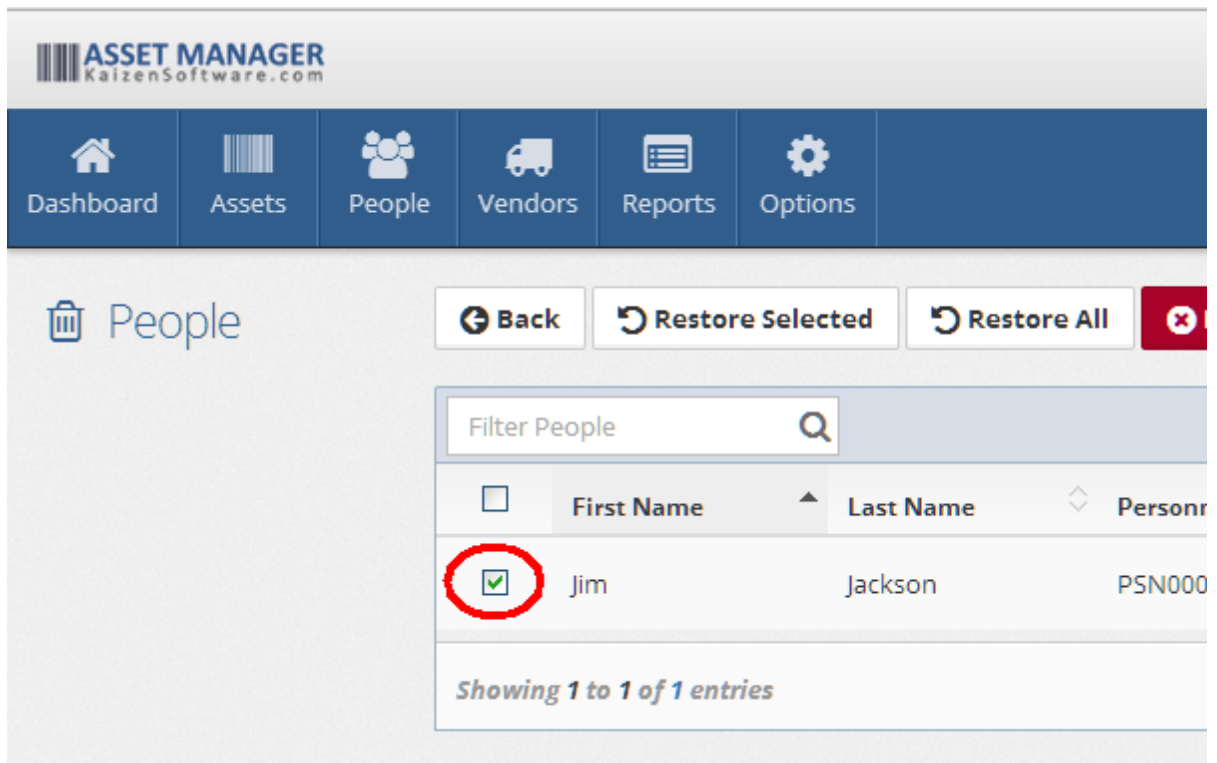 ASSET MANAGER
KaizenSoftware.com
Dashboard Assets People Vendors Reports Options
People
Back Restore Selected Restore All
Filter People
First Name Last Name
Jim Jackson PSN000
Showing 1 to 1 of 1 entries